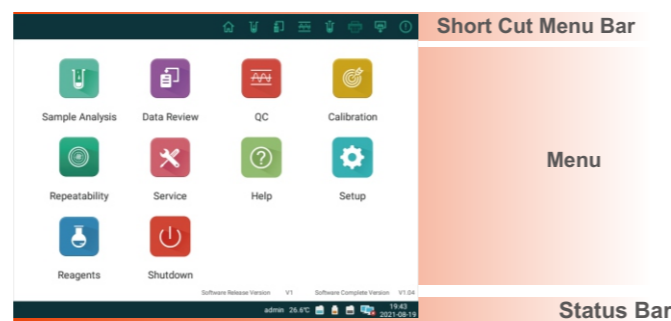 Short Cut Menu Bar
Sample Analysis Data Review QC Calibration
Menu
Repeatability Service Help Setup
Reagents Shutdown
Software Release Version V1 Software Complete Version V1.04
admin 26.6°C 19:43
2021-08-19
Status Bar